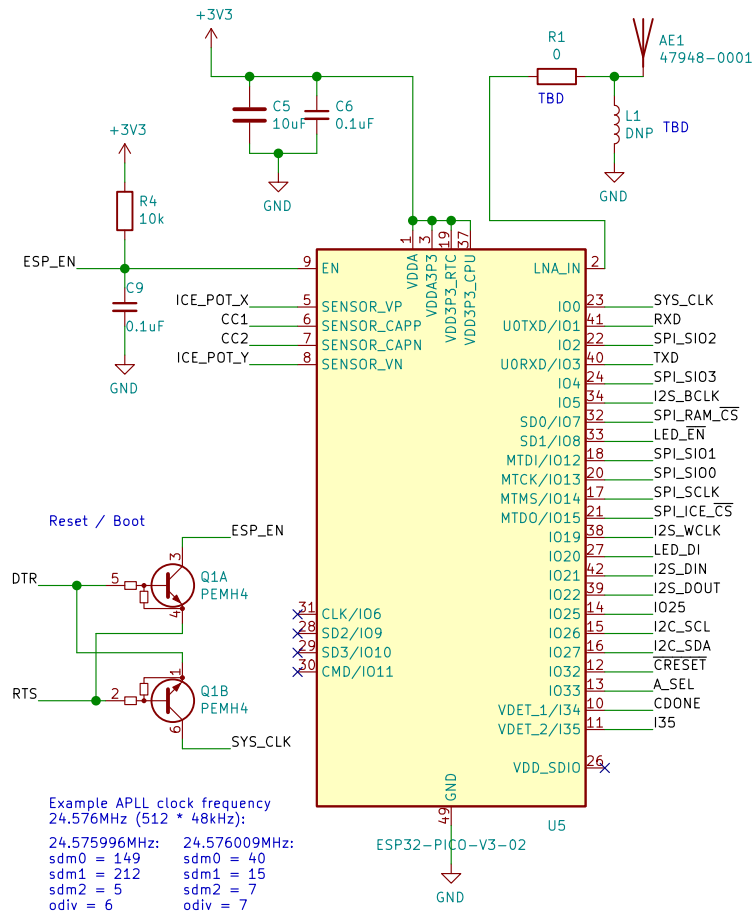 +3V3
R1
0
TBD
AE1
47948-0001
C5
10uF
C6
0.1uF
L1
DNP
TBD
GND
GND
+3V3
R4
10k
ESP_EN
C9
0.1uF
GND
1
VDDA
3
VDDA3P3
19
VDD3P3_RTC
37
VDD3P3_CPU
9
EN
2
LNA_IN
ICE_POT_X
5
SENSOR_VP
CC1
6
SENSOR_CAPP
CC2
7
SENSOR_CAPN
ICE_POT_Y
8
SENSOR_VN
IO0
23
SYS_CLK
U0TXD/IO1
41
RXD
IO2
22
SPI_SIO2
U0RXD/IO3
40
TXD
IO4
24
SPI_SIO3
IO5
34
I2S_BCLK
SD0/IO7
32
SPI_RAM_CS
SD1/IO8
33
LED_EN
MTDI/IO12
18
SPI_SIO1
MTCK/IO13
20
SPI_SIO0
MTMS/IO14
17
SPI_SCLK
MTDO/IO15
21
SPI_ICE_CS
IO19
38
I2S_WCLK
IO20
27
LED_DI
IO21
42
I2S_DIN
IO22
39
I2S_DOUT
IO25
14
IO25
IO26
15
I2C_SCL
IO27
16
I2C_SDA
IO32
12
CRESET
IO33
13
A_SEL
VDET_1/I34
10
CDONE
VDET_2/I35
11
I35
VDD_SDIO
26
31
CLK/IO6
28
SD2/IO9
29
SD3/IO10
30
CMD/IO11
GND
49
U5
ESP32-PICO-V3-02
GND
Reset / Boot
ESP_EN
3
DTR
5
Q1A
PEMH4
4
1
RTS
2
Q1B
PEMH4
6
SYS_CLK
Example APLL clock frequency
24.576MHz (512 * 48kHz):
24.575996MHz:
sdm0 = 149
sdm1 = 212
sdm2 = 5
odiv = 6
24.576009MHz:
sdm0 = 40
sdm1 = 15
sdm2 = 7
odiv = 7